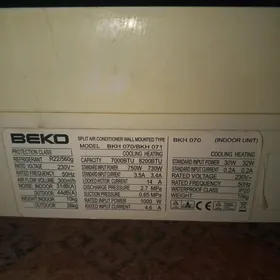 BEKO
SPLIT AIR CONDITIONER WALL MOUNTED TYPE
MODEL BKH 070/BKH 071
COOLING HEATING
CAPACITY 7000BTU 8200BTU
STANDARD INPUT POWER 750W 730W
STANDARD INPUT CURRENT 3.5A 3.4A
LOCKED ROTOR CURRENT 14 A
DISCHARGE PRESSURE 2.7 MPa
SUCTION PRESSURE 0.65 MPa
MAXIMUM INPUT POWER 1000 W
MAXIMUM INPUT CURRENT 4.6 A
PROTECTION CLASS I
REFRIGERANT R22/560g
RATED VOLTAGE 230V~
RATED FREQUENCY 50Hz
AIR FLOW VOLUME 300m³/h
NOISE, INDOOR
OUTDOOR
WEIGHT, INDOOR 10kg
OUTDOOR
BKH 070 (INDOOR UNIT)
COOLING HEATING
STANDARD INPUT POWER 30W 32W
STANDARD INPUT CURRENT 0.2A 0.2A
RATED VOLTAGE 230V~
RATED FREQUENCY 50Hz
WATERPROOF CLASS
WEIGHT 10kg